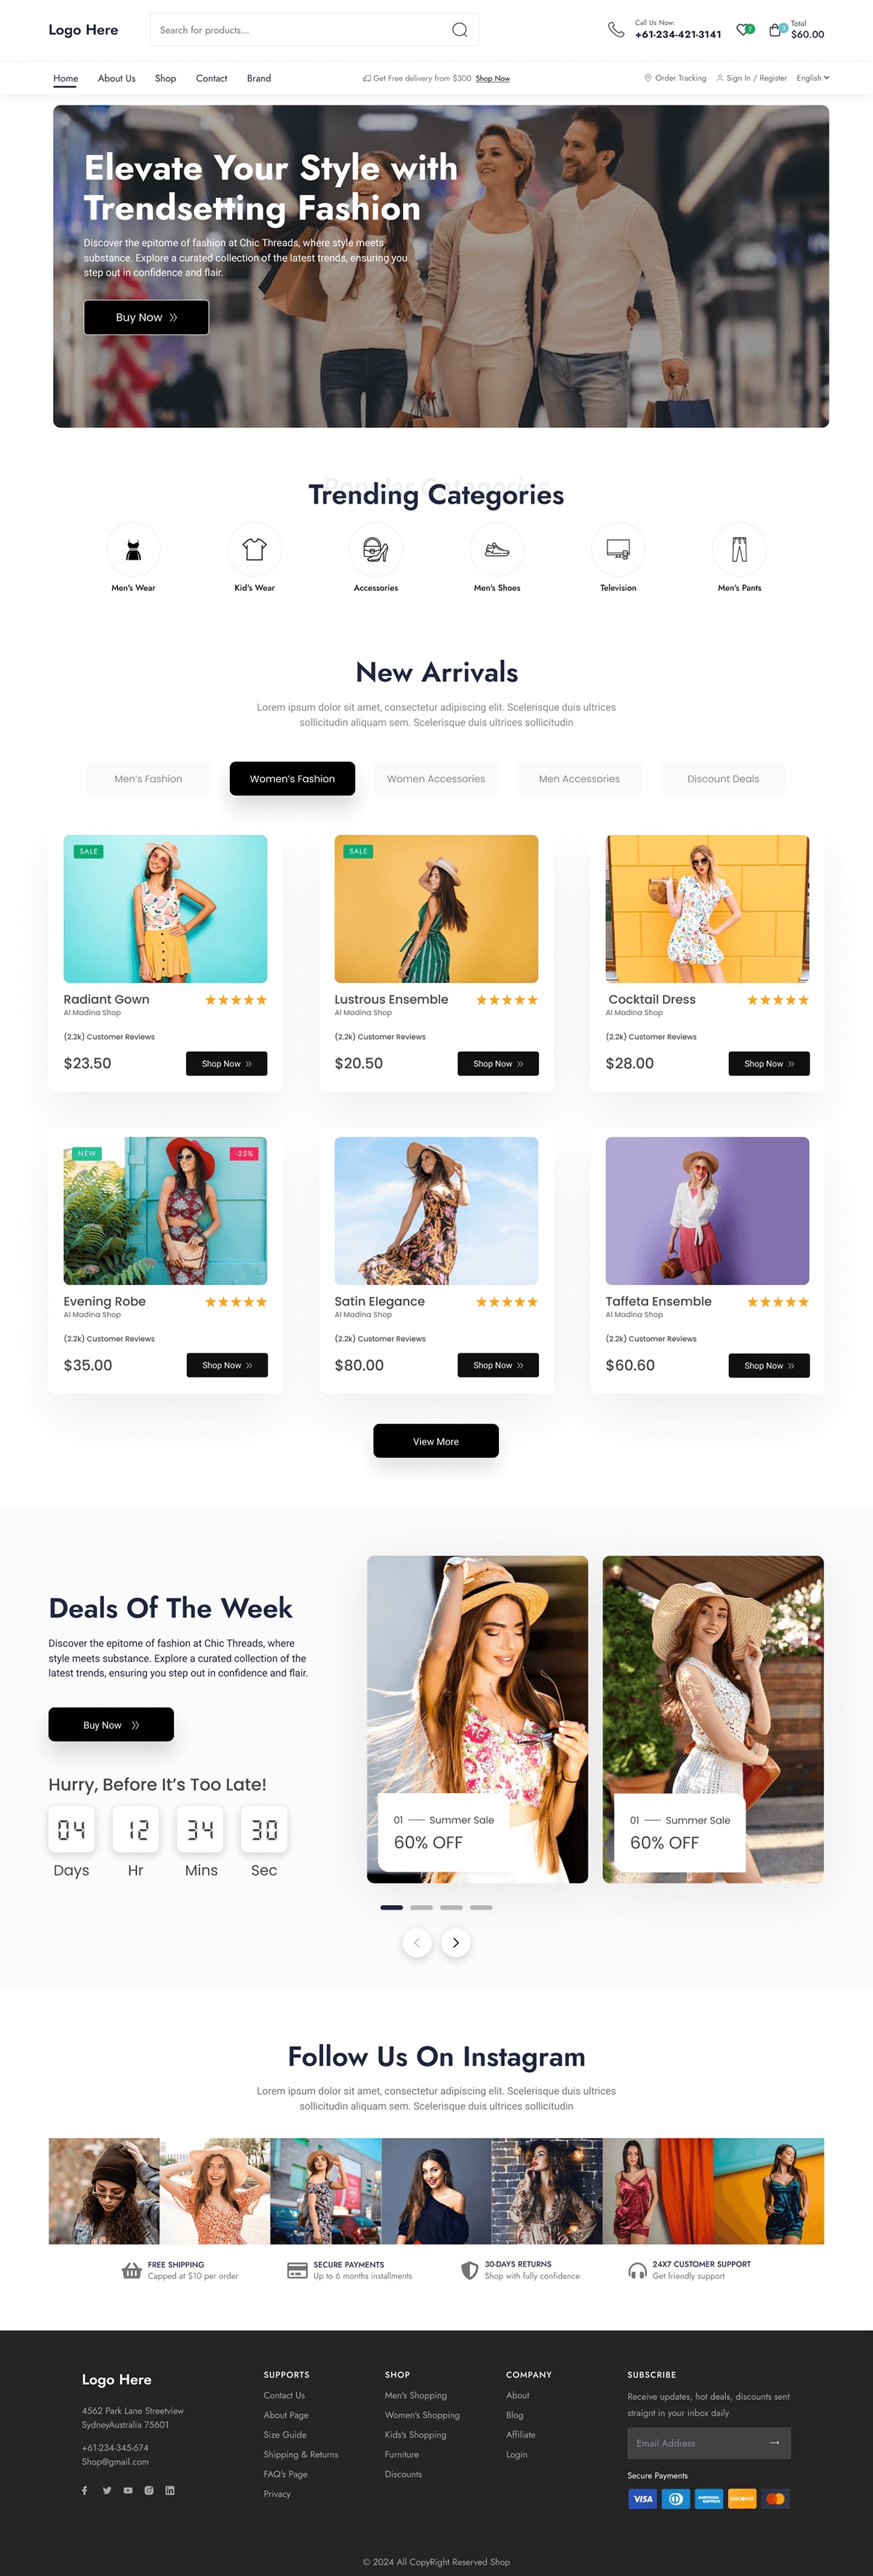 Logo Here
Search for products...
Call Us Now:
+61-234-421-3141
2
3
Total
$60.00
Home
About Us
Shop
Contact
Brand
Get Free delivery from $300 Shop Now
Order Tracking
Sign In / Register
English
Elevate Your Style with
Trendsetting Fashion
Discover the epitome of fashion at Chic Threads, where style meets
substance. Explore a curated collection of the latest trends, ensuring you
step out in confidence and flair.
Buy Now
Popular Categories
Trending Categories
Men's Wear
Kid's Wear
Accessories
Men's Shoes
Television
Men's Pants
New Arrivals
Lorem ipsum dolor sit amet, consectetur adipiscing elit. Scelerisque duis ultrices
sollicitudin aliquam sem. Scelerisque duis ultrices sollicitudin
Men's Fashion
Women's Fashion
Women Accessories
Men Accessories
Discount Deals
SALE
Radiant Gown
Al Madina Shop
(2.2k) Customer Reviews
$23.50
Shop Now
SALE
Lustrous Ensemble
Al Madina Shop
(2.2k) Customer Reviews
$20.50
Shop Now
Cocktail Dress
Al Madina Shop
(2.2k) Customer Reviews
$28.00
Shop Now
NEW
-25%
Evening Robe
Al Madina Shop
(2.2k) Customer Reviews
$35.00
Shop Now
Satin Elegance
Al Madina Shop
(2.2k) Customer Reviews
$80.00
Shop Now
Taffeta Ensemble
Al Madina Shop
(2.2k) Customer Reviews
$60.60
Shop Now
View More
Deals Of The Week
Discover the epitome of fashion at Chic Threads, where
style meets substance. Explore a curated collection of the
latest trends, ensuring you step out in confidence and flair.
Buy Now
Hurry, Before It's Too Late!
04
12
34
30
Days
Hr
Mins
Sec
01 Summer Sale
60% OFF
01 Summer Sale
60% OFF
Follow Us On Instagram
Lorem ipsum dolor sit amet, consectetur adipiscing elit. Scelerisque duis ultrices
sollicitudin aliquam sem. Scelerisque duis ultrices sollicitudin
FREE SHIPPING
Capped at $10 per order
SECURE PAYMENTS
Up to 6 months installments
30-DAYS RETURNS
Shop with fully confidence
24X7 CUSTOMER SUPPORT
Get friendly support
Logo Here
4562 Park Lane Streetview
SydneyAustralia 75601
+61-234-345-674
Shop@gmail.com
SUPPORTS
Contact Us
About Page
Size Guide
Shipping & Returns
FAQ's Page
Privacy
SHOP
Men's Shopping
Women's Shopping
Kid's Shopping
Furniture
Discounts
COMPANY
About
Blog
Affiliate
Login
SUBSCRIBE
Receive updates, hot deals, discounts sent
straignt in your inbox daily
Email Address
Secure Payments
VISA
AMERICAN EXPRESS
DISCOVER
© 2024 All CopyRight Reserved Shop